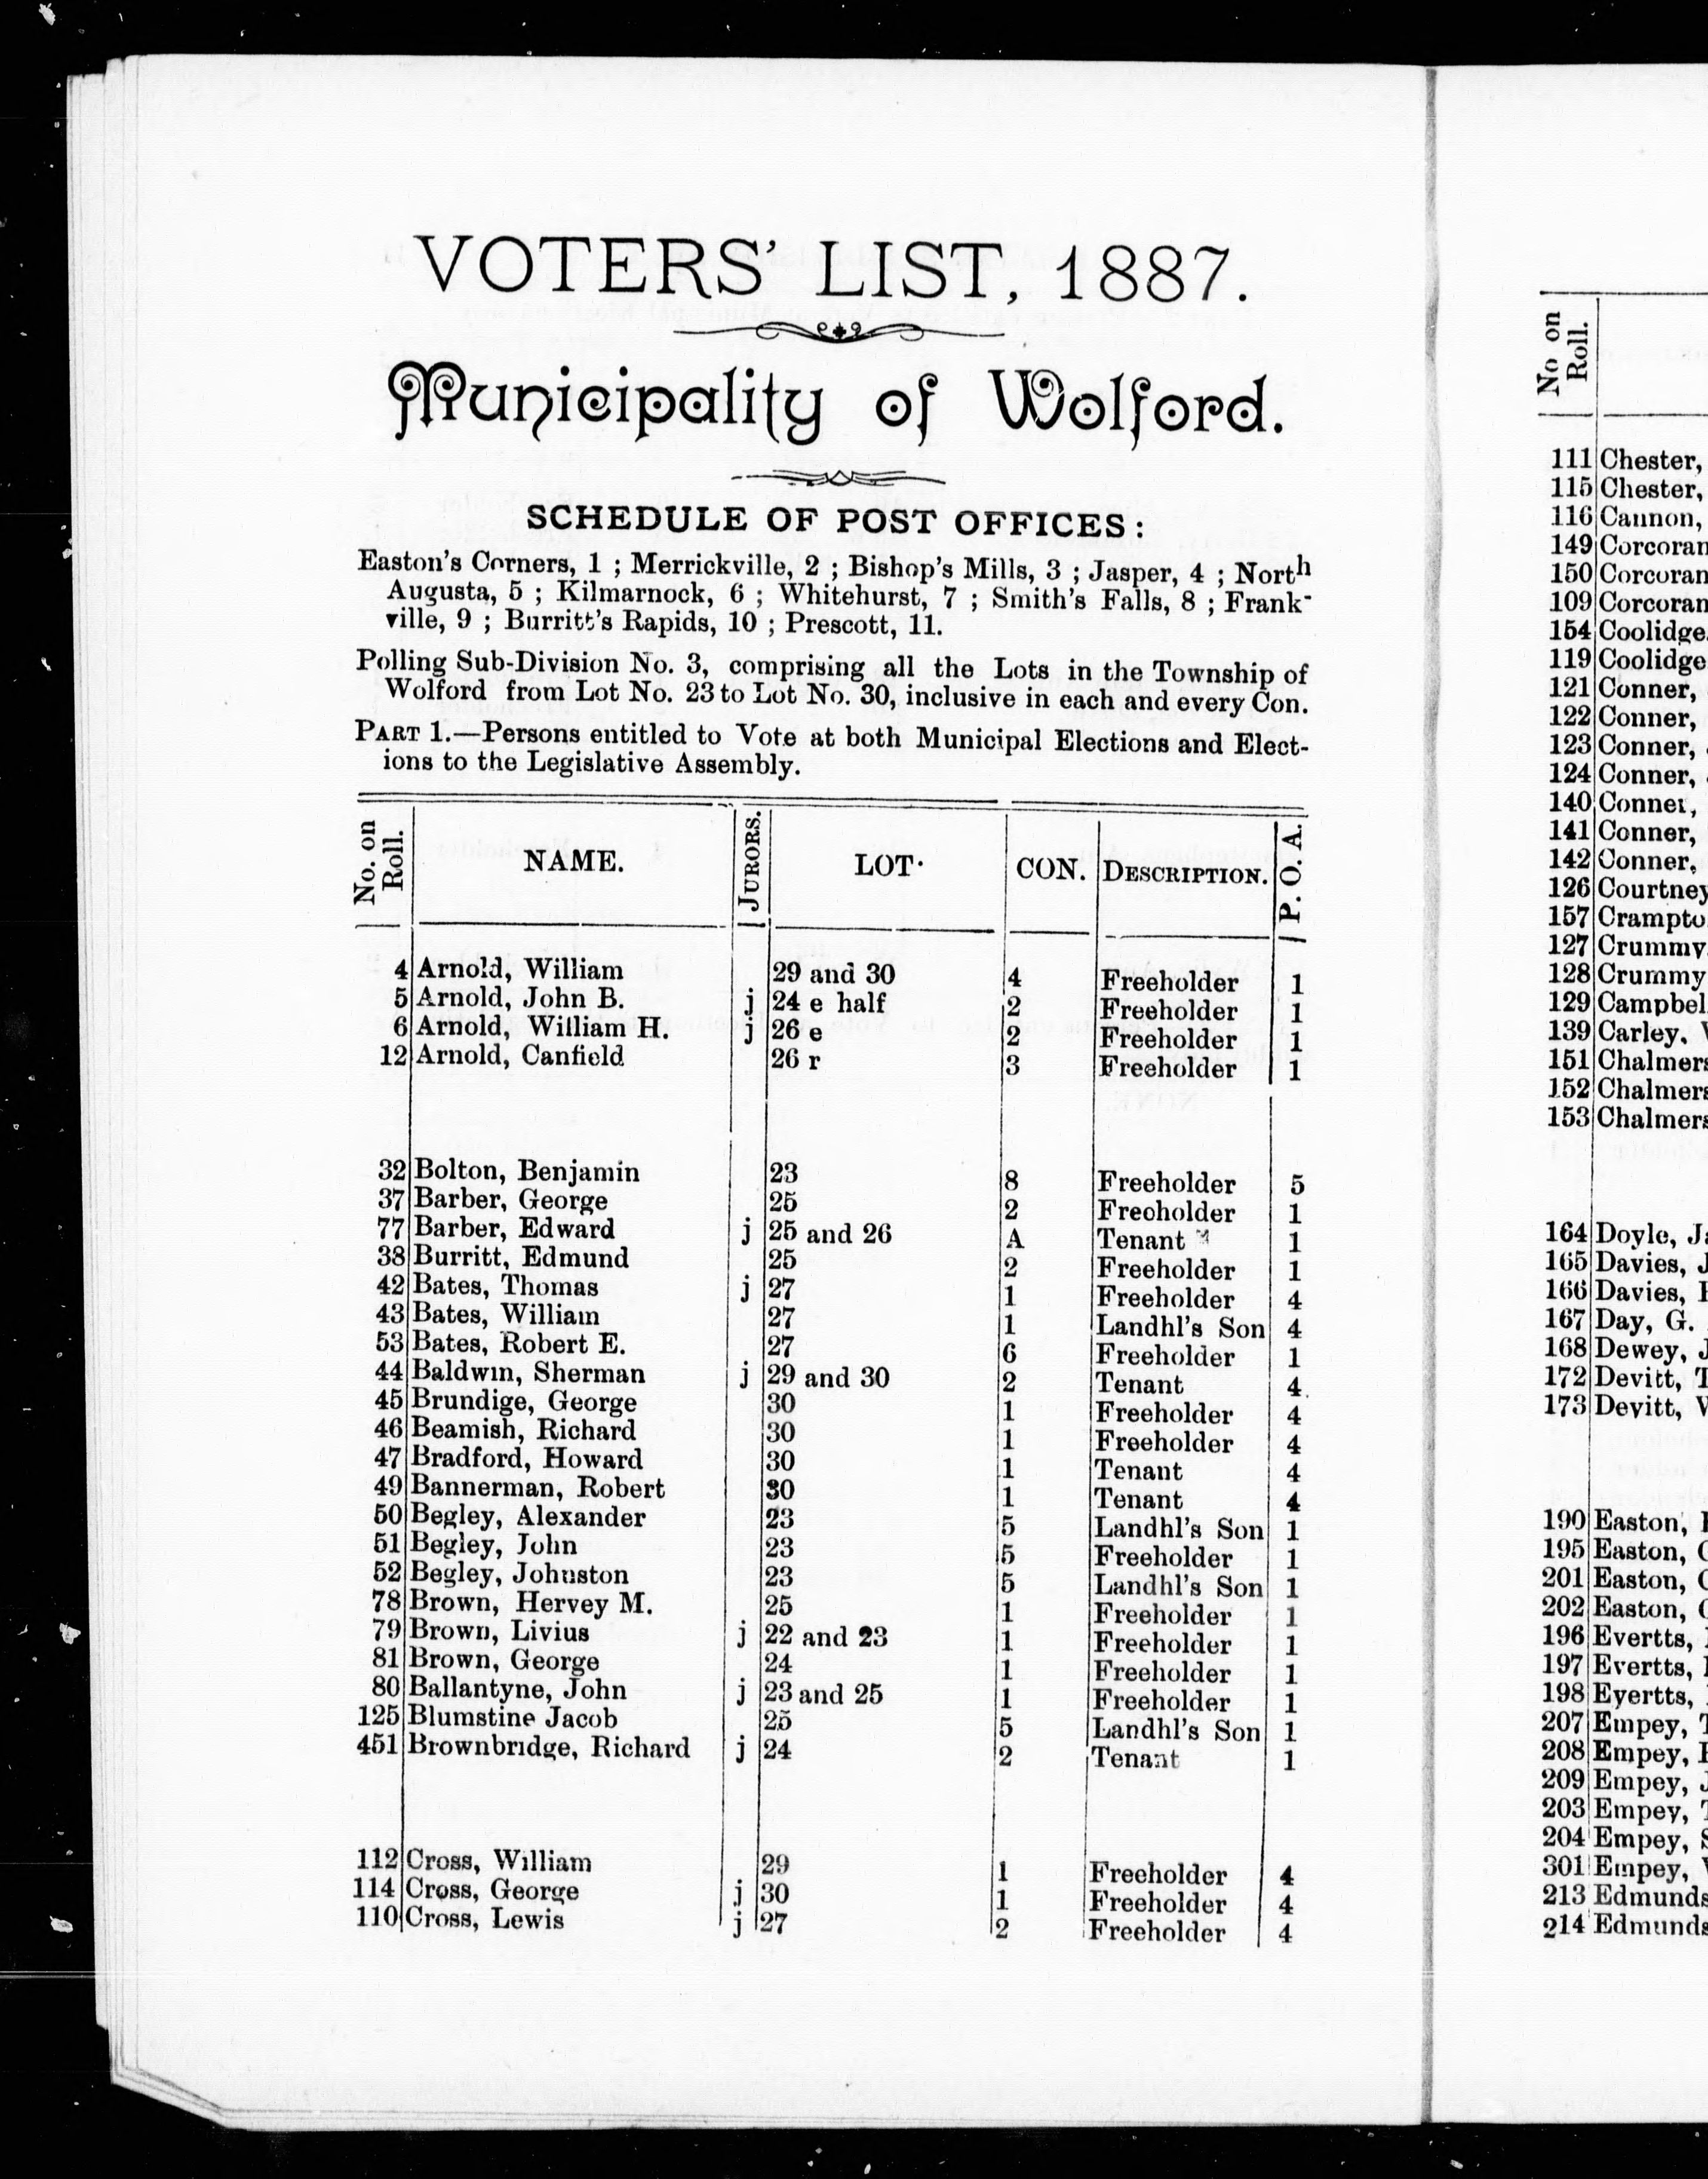 VOTERS' LIST, 1887.
Municipality of Wolford.
SCHEDULE OF POST OFFICES:
Easton's Corners, 1 ; Merrickville, 2 ; Bishop's Mills, 3 ; Jasper, 4 ; North
Augusta, 5 ; Kilmarnock, 6 ; Whitehurst, 7 ; Smith's Falls, 8 ; Frank-
ville, 9 ; Burritt's Rapids, 10 ; Prescott, 11.
Polling Sub-Division No. 3, comprising all the Lots in the Township of
Wolford from Lot No. 23 to Lot No. 30, inclusive in each and every Con.
PART 1.—Persons entitled to Vote at both Municipal Elections and Elect-
ions to the Legislative Assembly.
No. on Roll. NAME. JURORS. LOT. CON. DESCRIPTION. P. O. A.
4 Arnold, William 29 and 30 4 Freeholder 1
5 Arnold, John B. j 24 e half 2 Freeholder 1
6 Arnold, William H. j 26 e 2 Freeholder 1
12 Arnold, Canfield 26 r 3 Freeholder 1
32 Bolton, Benjamin 23 8 Freeholder 5
37 Barber, George 25 2 Freoholder 1
77 Barber, Edward j 25 and 26 A Tenant 1
38 Burritt, Edmund 25 2 Freeholder 1
42 Bates, Thomas j 27 1 Freeholder 4
43 Bates, William 27 1 Landhl's Son 4
53 Bates, Robert E. 27 6 Freeholder 1
44 Baldwin, Sherman j 29 and 30 2 Tenant 4
45 Brundige, George 30 1 Freeholder 4
46 Beamish, Richard 30 1 Freeholder 4
47 Bradford, Howard 30 1 Tenant 4
49 Bannerman, Robert 30 1 Tenant 4
50 Begley, Alexander 23 5 Landhl's Son 1
51 Begley, John 23 5 Freeholder 1
52 Begley, Johnston 23 5 Landhl's Son 1
78 Brown, Hervey M. 25 1 Freeholder 1
79 Brown, Livius j 22 and 23 1 Freeholder 1
81 Brown, George 24 1 Freeholder 1
80 Ballantyne, John j 23 and 25 1 Freeholder 1
125 Blumstine Jacob 25 5 Landhl's Son 1
451 Brownbridge, Richard j 24 2 Tenant 1
112 Cross, William 29 1 Freeholder 4
114 Cross, George j 30 1 Freeholder 4
110 Cross, Lewis j 27 2 Freeholder 4
No on Roll.
111 Chester,
115 Chester,
116 Cannon,
149 Corcoran
150 Corcoran
109 Corcoran
154 Coolidge
119 Coolidge
121 Conner,
122 Conner,
123 Conner,
124 Conner,
140 Conner,
141 Conner,
142 Conner,
126 Courtney
157 Crampto
127 Crummy
128 Crummy
129 Campbel
139 Carley,
151 Chalmers
152 Chalmers
153 Chalmers
164 Doyle, Ja
165 Davies, J
166 Davies,
167 Day, G.
168 Dewey, J
172 Devitt, T
173 Devitt,
190 Easton,
195 Easton,
201 Easton,
202 Easton,
196 Evertts,
197 Evertts,
198 Evertts,
207 Empey,
208 Empey,
209 Empey,
203 Empey,
204 Empey,
301 Empey,
213 Edmunds
214 Edmunds